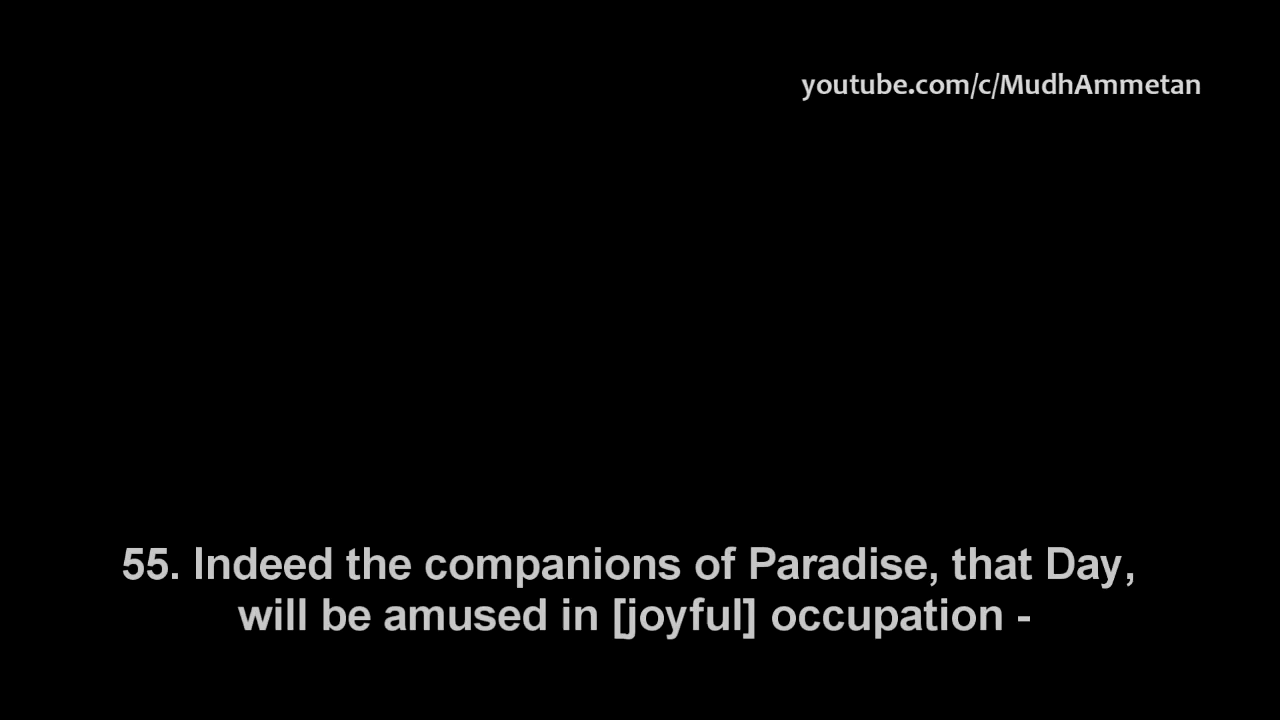 youtube.com/c/MudhAmmetan
55. Indeed the companions of Paradise, that Day,
will be amused in [joyful] occupation -